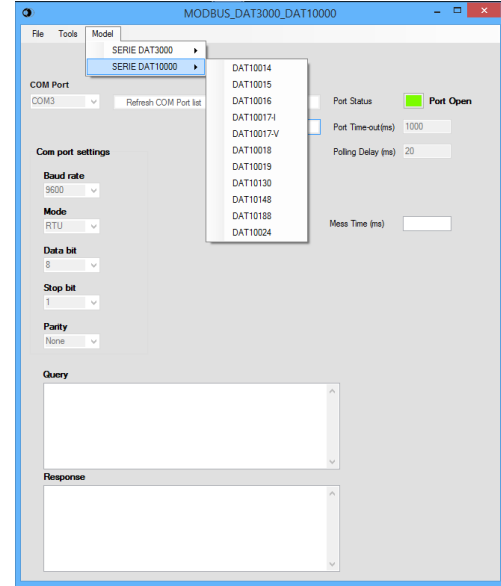 MODBUS_DAT3000_DAT10000
File Tools Model
SERIE DAT3000
SERIE DAT10000
DAT10014
DAT10015
DAT10016
DAT10017-I
DAT10017-V
DAT10018
DAT10019
DAT10130
DAT10148
DAT10188
DAT10024
COM Port
COM3 Refresh COM Port list
Port Status Port Open
Port Time-out(ms) 1000
Polling Delay (ms) 20
Com port settings
Baud rate
9600
Mode
RTU
Mess Time (ms)
Data bit
8
Stop bit
1
Parity
None
Query
Response